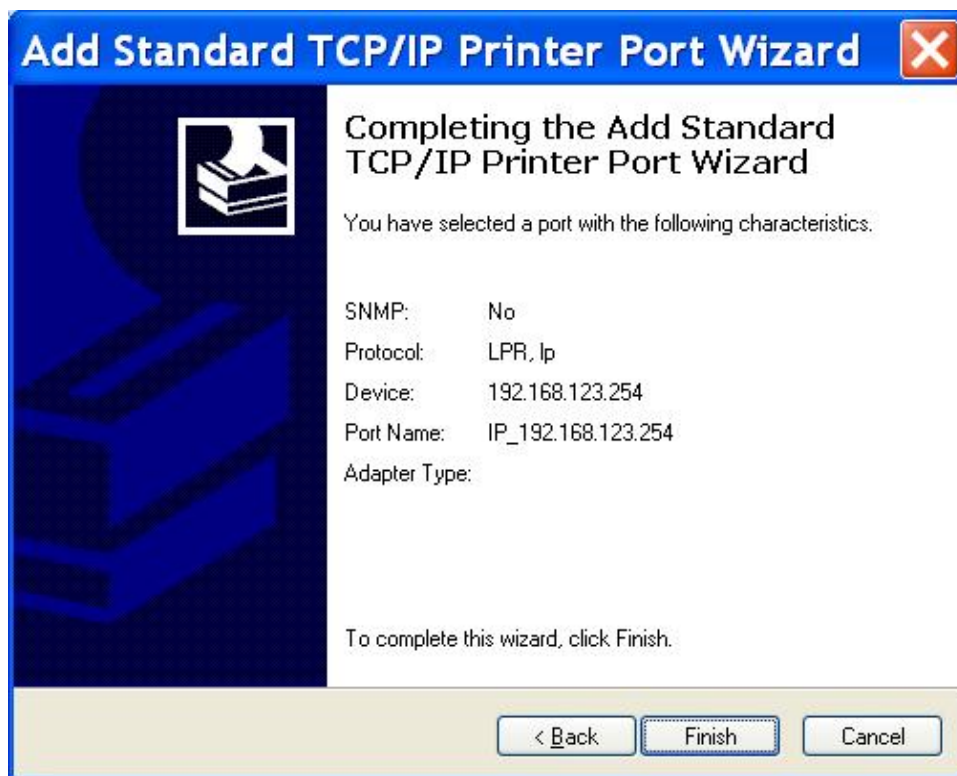 Add Standard TCP/IP Printer Port Wizard
Completing the Add Standard
TCP/IP Printer Port Wizard
You have selected a port with the following characteristics.
SNMP: No
Protocol: LPR, lp
Device: 192.168.123.254
Port Name: IP_192.168.123.254
Adapter Type:
To complete this wizard, click Finish.
< Back Finish Cancel